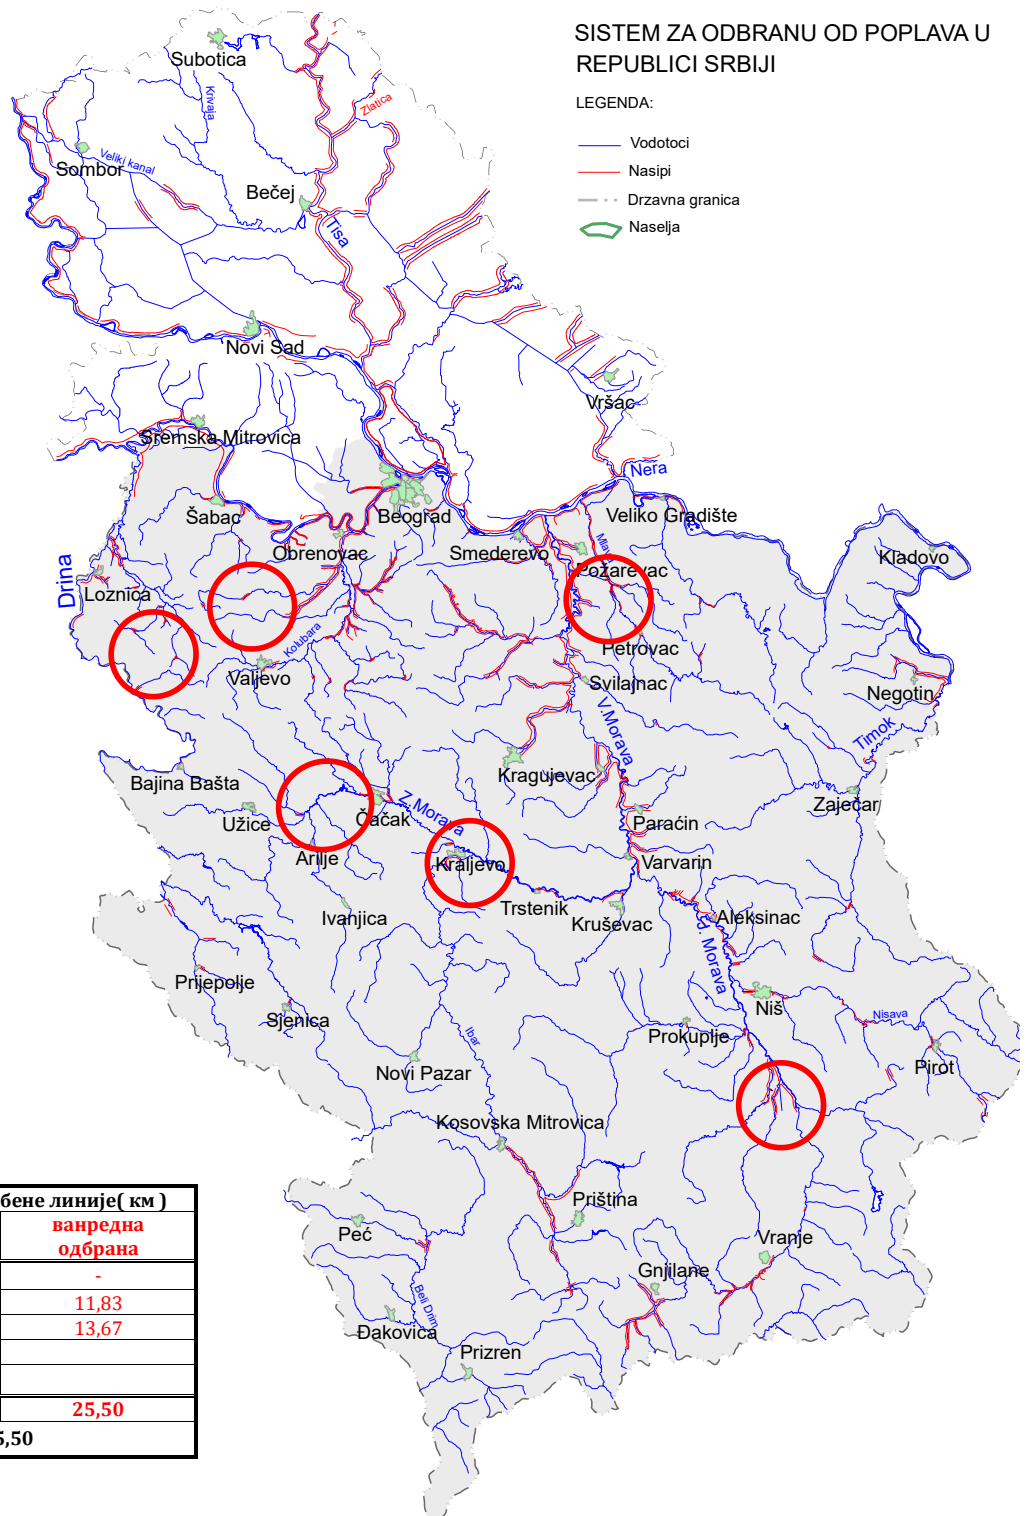 SISTEM ZA ODBRANU OD POPLAVA U
REPUBLICI SRBIJI
LEGENDA:
Vodotoci
Nasipi
Drzavna granica
Naselja
Subotica
Krivaja
Zlatica
Sombor
Veliki kanal
Bečej
Tisa
Novi Sad
Vršac
Sremska Mitrovica
Nera
Šabac
Beograd
Veliko Gradište
Obrenovac
Smederevo
Mlava
Požarevac
Kladovo
Drina
Loznica
Kolubara
Valjevo
Petrovac
Svilajnac
Negotin
V.Morava
Timok
Bajina Bašta
Kragujevac
Zaječar
Užice
Čačak
Z.Morava
Paraćin
Arilje
Kraljevo
Varvarin
Ivanjica
Trstenik
Kruševac
Aleksinac
J. Morava
Prijepolje
Sjenica
Niš
Nisava
Ibar
Prokuplje
Pirot
Novi Pazar
Kosovska Mitrovica
Priština
Peć
Vranje
Gnjilane
Beli Drim
Đakovica
Prizren
бене линије( км )
ванредна
одбрана
-
11,83
13,67
25,50
5,50